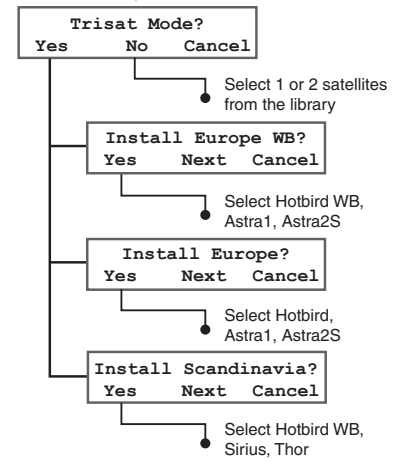 Trisat Mode?
Yes No Cancel
Select 1 or 2 satellites
from the library
Install Europe WB?
Yes Next Cancel
Select Hotbird WB,
Astra1, Astra2S
Install Europe?
Yes Next Cancel
Select Hotbird,
Astra1, Astra2S
Install Scandinavia?
Yes Next Cancel
Select Hotbird WB,
Sirius, Thor